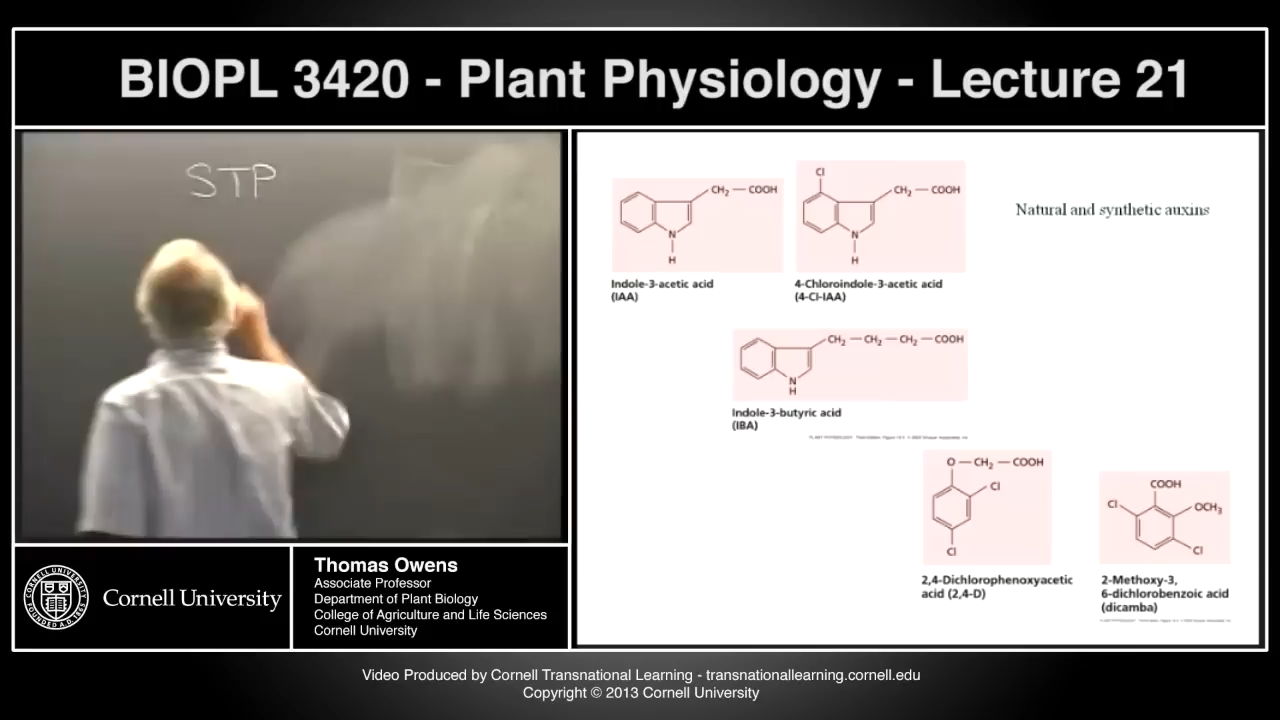 BIOPL 3420 - Plant Physiology - Lecture 21
STP
CH₂ — COOH
N
H
Indole-3-acetic acid
(IAA)
Cl
CH₂ — COOH
N
H
4-Chloroindole-3-acetic acid
(4-Cl-IAA)
Natural and synthetic auxins
CH₂ — CH₂ — CH₂ — COOH
N
H
Indole-3-butyric acid
(IBA)
O — CH₂ — COOH
Cl
Cl
2,4-Dichlorophenoxyacetic
acid (2,4-D)
COOH
Cl
OCH₃
Cl
2-Methoxy-3,
6-dichlorobenzoic acid
(dicamba)
Cornell University
Thomas Owens
Associate Professor
Department of Plant Biology
College of Agriculture and Life Sciences
Cornell University
Video Produced by Cornell Transnational Learning - transnationallearning.cornell.edu
Copyright © 2013 Cornell University